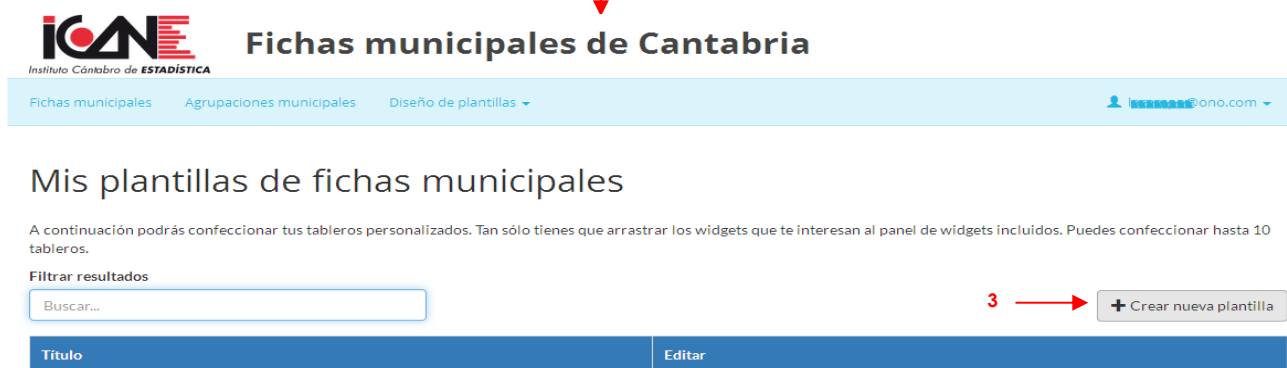 ICANE
Instituto Cántabro de ESTADÍSTICA
Fichas municipales de Cantabria
Fichas municipales Agrupaciones municipales Diseño de plantillas @ono.com
Mis plantillas de fichas municipales
A continuación podrás confeccionar tus tableros personalizados. Tan sólo tienes que arrastrar los widgets que te interesan al panel de widgets incluidos. Puedes confeccionar hasta 10
tableros.
Filtrar resultados
Buscar...
3
+ Crear nueva plantilla
Título Editar